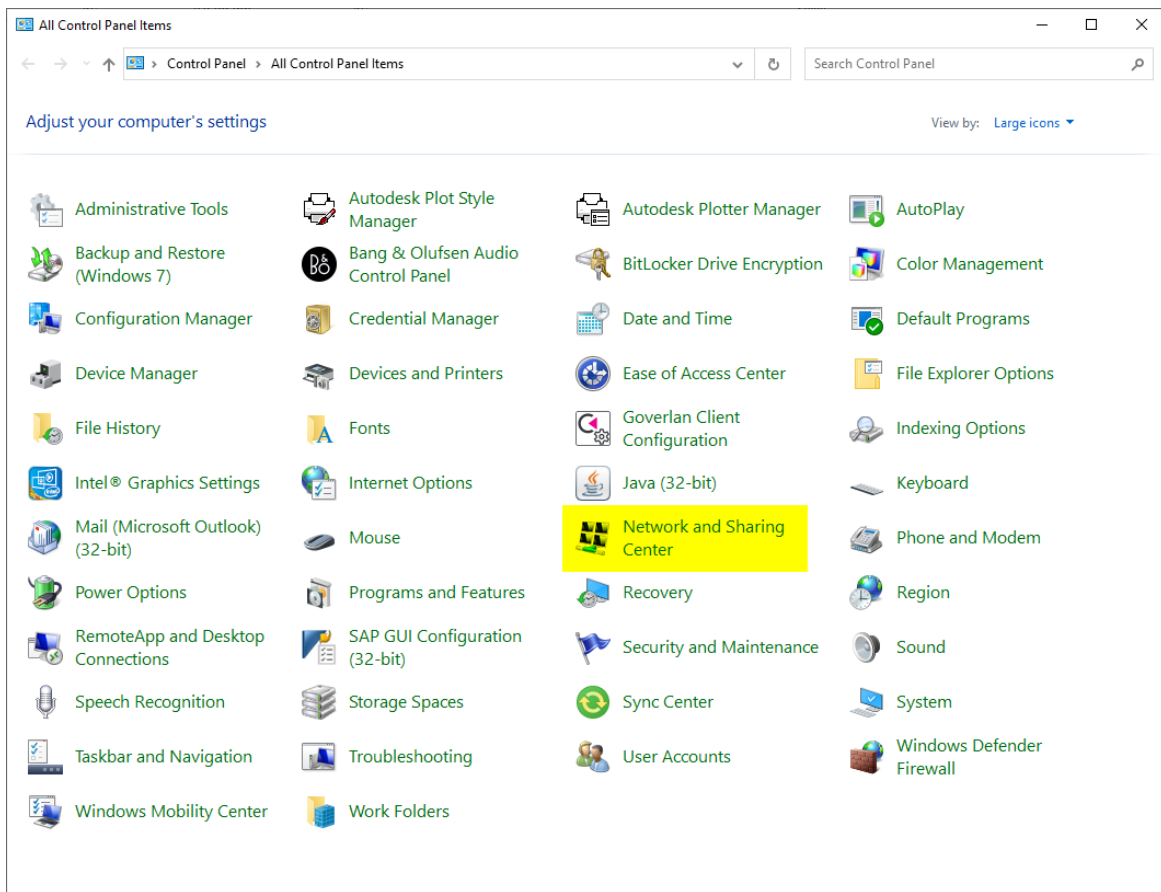 All Control Panel Items
Control Panel > All Control Panel Items
Search Control Panel
Adjust your computer's settings
View by: Large icons
Administrative Tools
Autodesk Plot Style
Manager
Autodesk Plotter Manager
AutoPlay
Backup and Restore
(Windows 7)
Bang & Olufsen Audio
Control Panel
BitLocker Drive Encryption
Color Management
Configuration Manager
Credential Manager
Date and Time
Default Programs
Device Manager
Devices and Printers
Ease of Access Center
File Explorer Options
File History
Fonts
Goverlan Client
Configuration
Indexing Options
Intel® Graphics Settings
Internet Options
Java (32-bit)
Keyboard
Mail (Microsoft Outlook)
(32-bit)
Mouse
Network and Sharing
Center
Phone and Modem
Power Options
Programs and Features
Recovery
Region
RemoteApp and Desktop
Connections
SAP GUI Configuration
(32-bit)
Security and Maintenance
Sound
Speech Recognition
Storage Spaces
Sync Center
System
Taskbar and Navigation
Troubleshooting
User Accounts
Windows Defender
Firewall
Windows Mobility Center
Work Folders